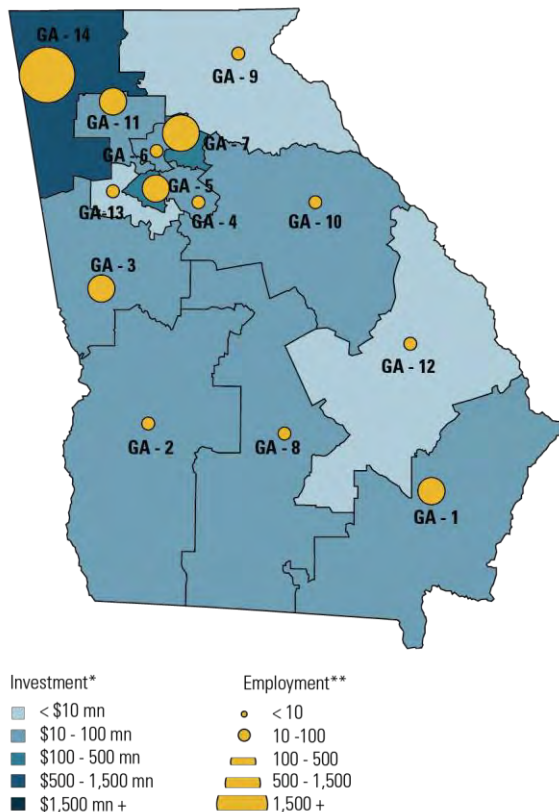 GA - 14
GA - 9
GA - 11
GA - 6
GA - 7
GA - 5
GA-13
GA - 4
GA - 10
GA - 3
GA - 12
GA - 2
GA - 8
GA - 1
Investment*
< $10 mn
$10 - 100 mn
$100 - 500 mn
$500 - 1,500 mn
$1,500 mn +
Employment**
< 10
10 -100
100 - 500
500 - 1,500
1,500 +